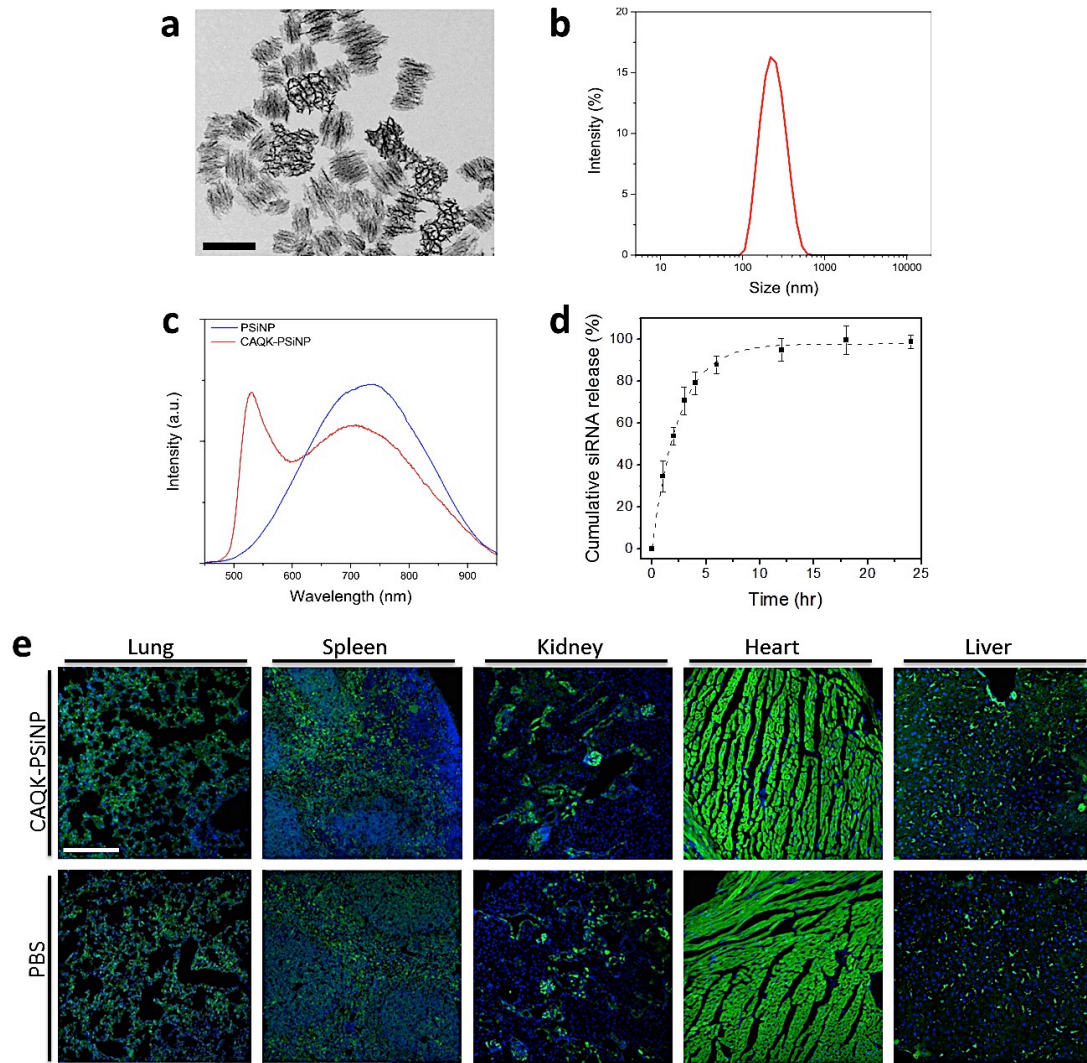 a
b
Intensity (%)
20
15
10
5
0
10
100
1000
10000
Size (nm)
c
PSiNP
CAQK-PSiNP
Intensity (a.u.)
500
600
700
800
900
Wavelength (nm)
d
Cumulative siRNA release (%)
100
80
60
40
20
0
0
5
10
15
20
25
Time (hr)
e
Lung
Spleen
Kidney
Heart
Liver
CAQK-PSiNP
PBS